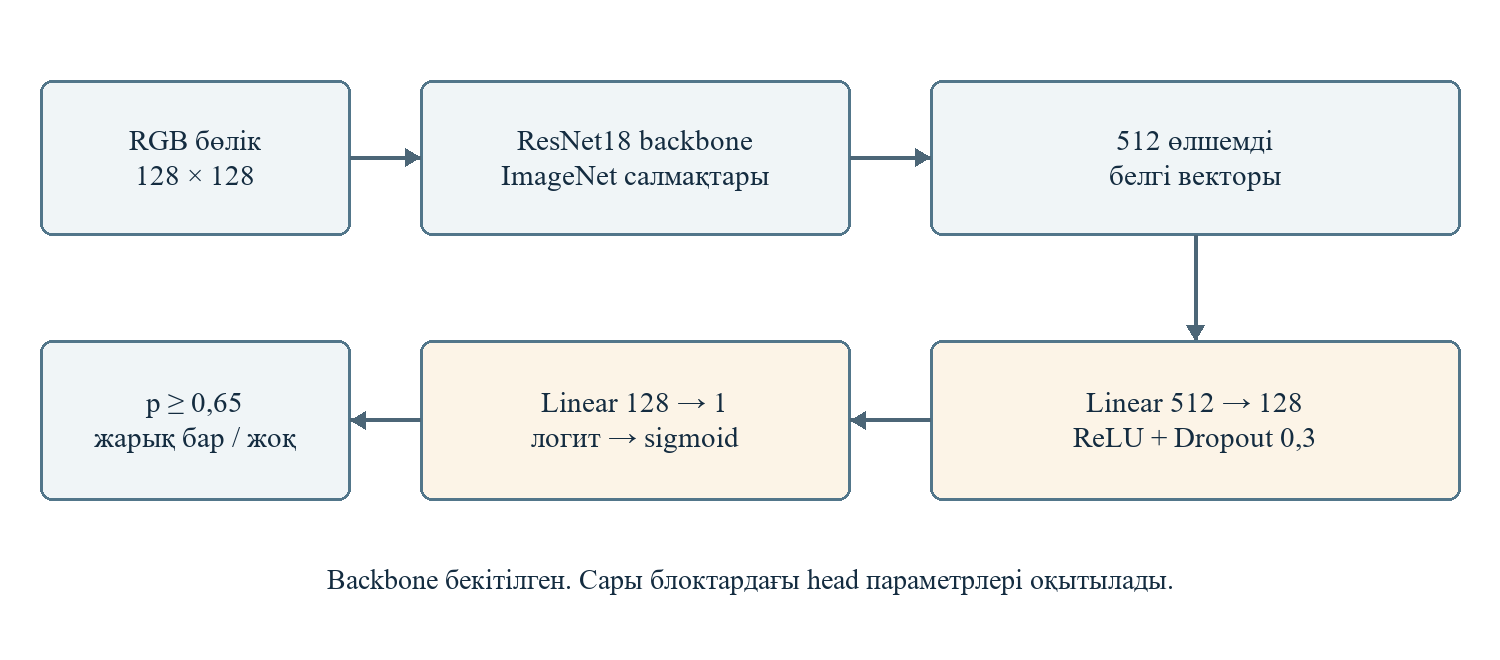 RGB бөлік
128 × 128
ResNet18 backbone
ImageNet салмақтары
512 өлшемді
белгі векторы
Linear 512 → 128
ReLU + Dropout 0,3
Linear 128 → 1
логит → sigmoid
p ≥ 0,65
жарық бар / жоқ
Backbone бекітілген. Сары блоктардағы head параметрлері оқытылады.